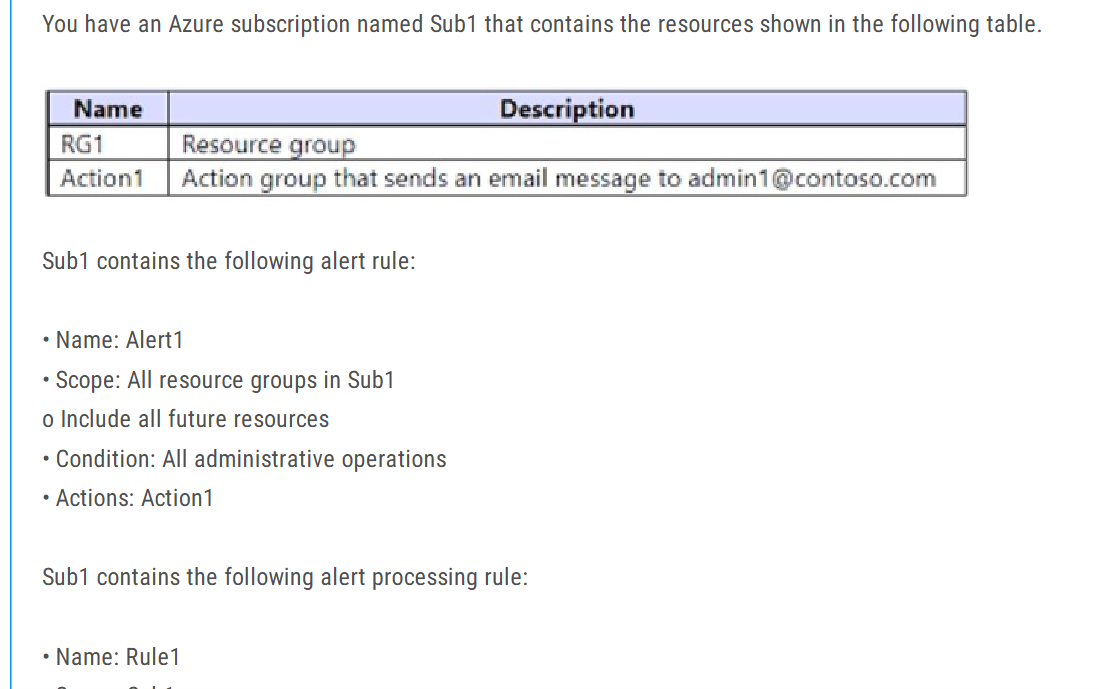 You have an Azure subscription named Sub1 that contains the resources shown in the following table.
Name Description
RG1 Resource group
Action1 Action group that sends an email message to admin1@contoso.com
Sub1 contains the following alert rule:
• Name: Alert1
• Scope: All resource groups in Sub1
o Include all future resources
• Condition: All administrative operations
• Actions: Action1
Sub1 contains the following alert processing rule:
• Name: Rule1